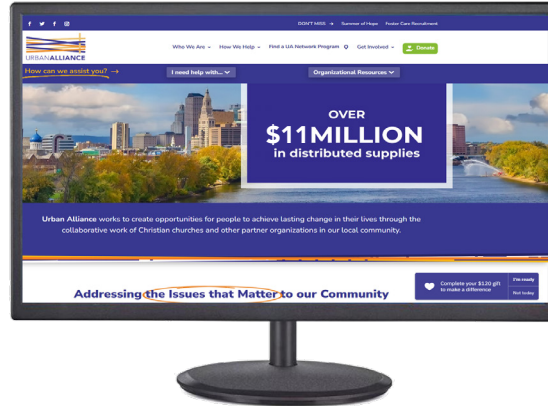 DON'T MISS → Summer of Hope Foster Care Recruitment
URBANALLIANCE
Who We Are How We Help Find a UA Network Program Get Involved Donate
How can we assist you? → I need help with... Organizational Resources
OVER
$11MILLION
in distributed supplies
Urban Alliance works to create opportunities for people to achieve lasting change in their lives through the
collaborative work of Christian churches and other partner organizations in our local community.
Addressing the Issues that Matter to our Community
Complete your $120 gift
to make a difference
I'm ready
Not today